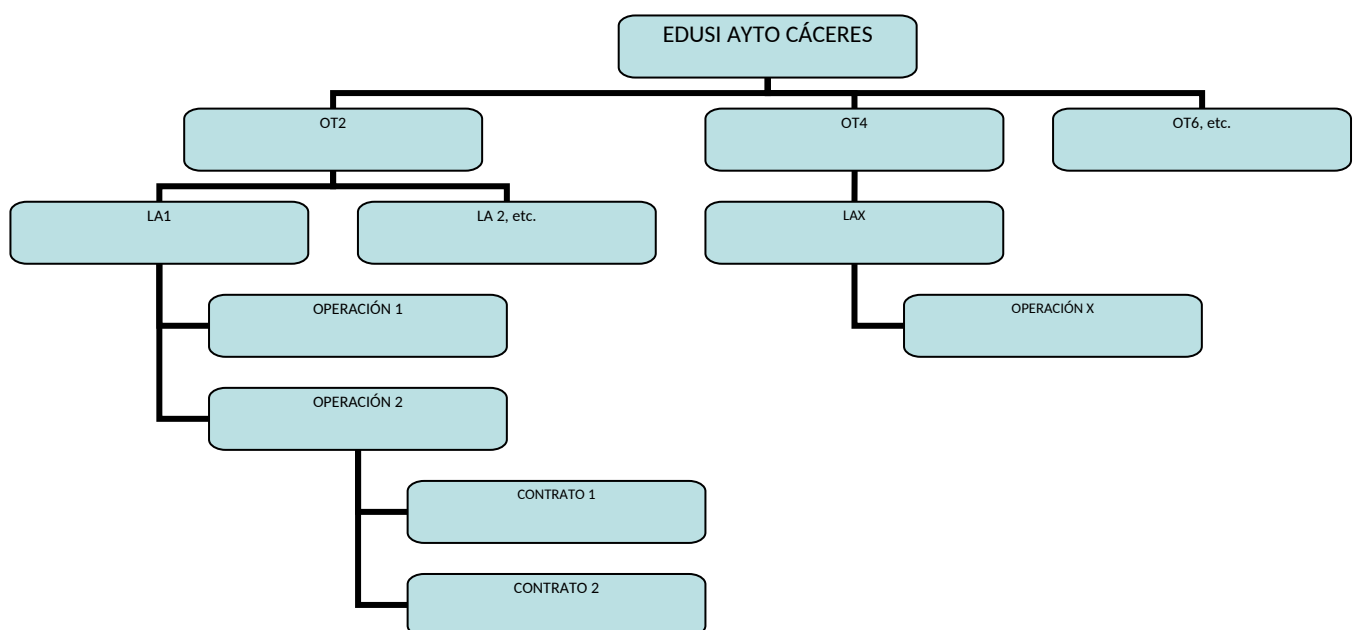 EDUSI AYTO CÁCERES
OT2
OT4
OT6, etc.
LA1
LA 2, etc.
LAX
OPERACIÓN 1
OPERACIÓN X
OPERACIÓN 2
CONTRATO 1
CONTRATO 2